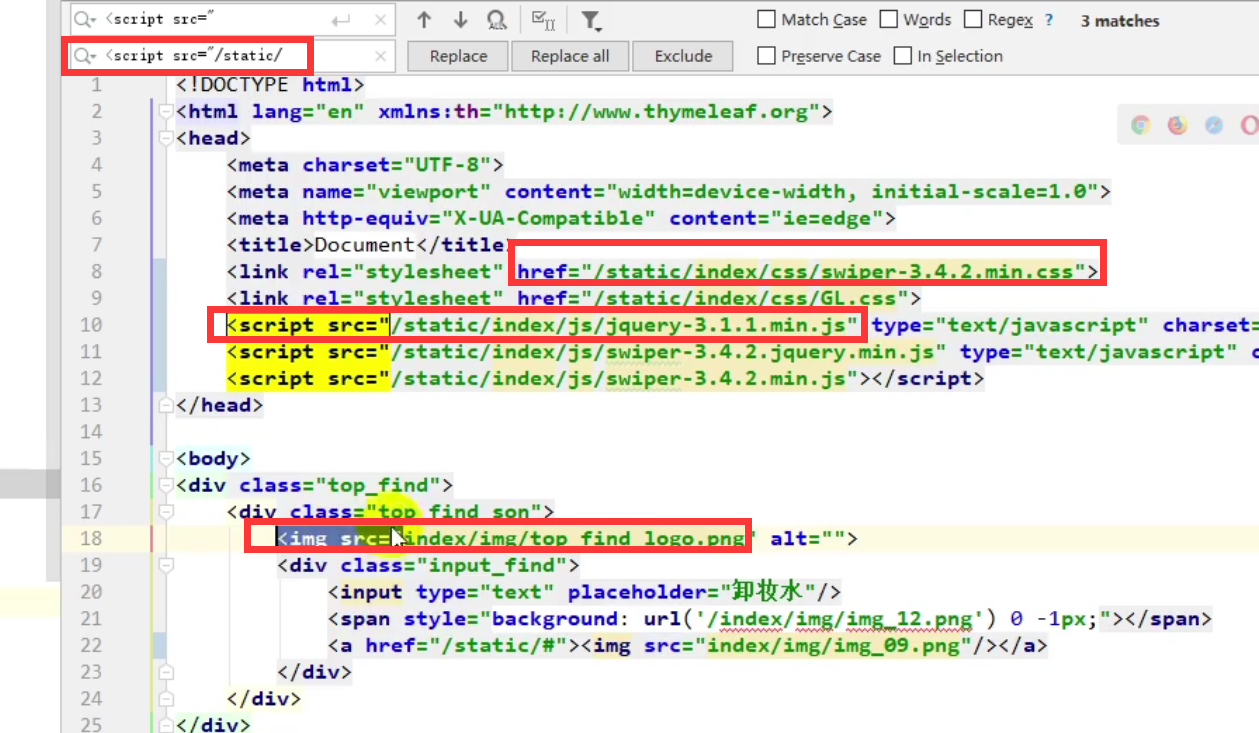 <script src="
Match Case Words Regex ? 3 matches
<script src="/static/
Replace Replace all Exclude Preserve Case In Selection
1 <!DOCTYPE html>
2 <html lang="en" xmlns:th="http://www.thymeleaf.org">
3 <head>
4 <meta charset="UTF-8">
5 <meta name="viewport" content="width=device-width, initial-scale=1.0">
6 <meta http-equiv="X-UA-Compatible" content="ie=edge">
7 <title>Document</title>
8 <link rel="stylesheet" href="/static/index/css/swiper-3.4.2.min.css">
9 <link rel="stylesheet" href="/static/index/css/GL.css">
10 <script src="/static/index/js/jquery-3.1.1.min.js" type="text/javascript" charset=
11 <script src="/static/index/js/swiper-3.4.2.jquery.min.js" type="text/javascript" c
12 <script src="/static/index/js/swiper-3.4.2.min.js"></script>
13 </head>
14
15 <body>
16 <div class="top_find">
17 <div class="top_find_son">
18 <img src="index/img/top_find_logo.png" alt="">
19 <div class="input_find">
20 <input type="text" placeholder="卸妆水"/>
21 <span style="background: url('/index/img/img_12.png') 0 -1px;"></span>
22 <a href="/static/#"><img src="index/img/img_09.png"/></a>
23 </div>
24 </div>
25 </div>